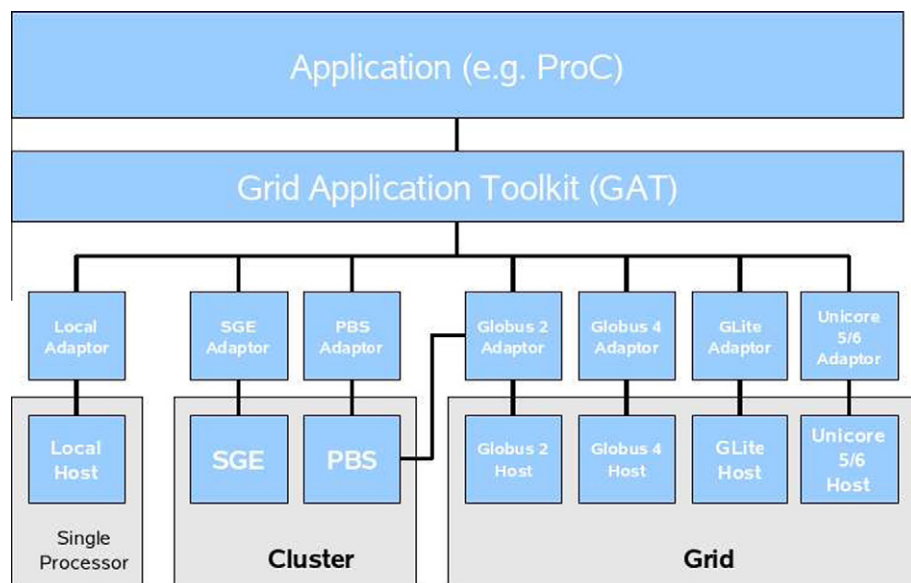 Application (e.g. ProC)
Grid Application Toolkit (GAT)
Local
Adaptor
SGE
Adaptor
PBS
Adaptor
Globus 2
Adaptor
Globus 4
Adaptor
GLite
Adaptor
Unicore
5/6
Adaptor
Local
Host
SGE
PBS
Globus 2
Host
Globus 4
Host
GLite
Host
Unicore
5/6
Host
Single
Processor
Cluster
Grid